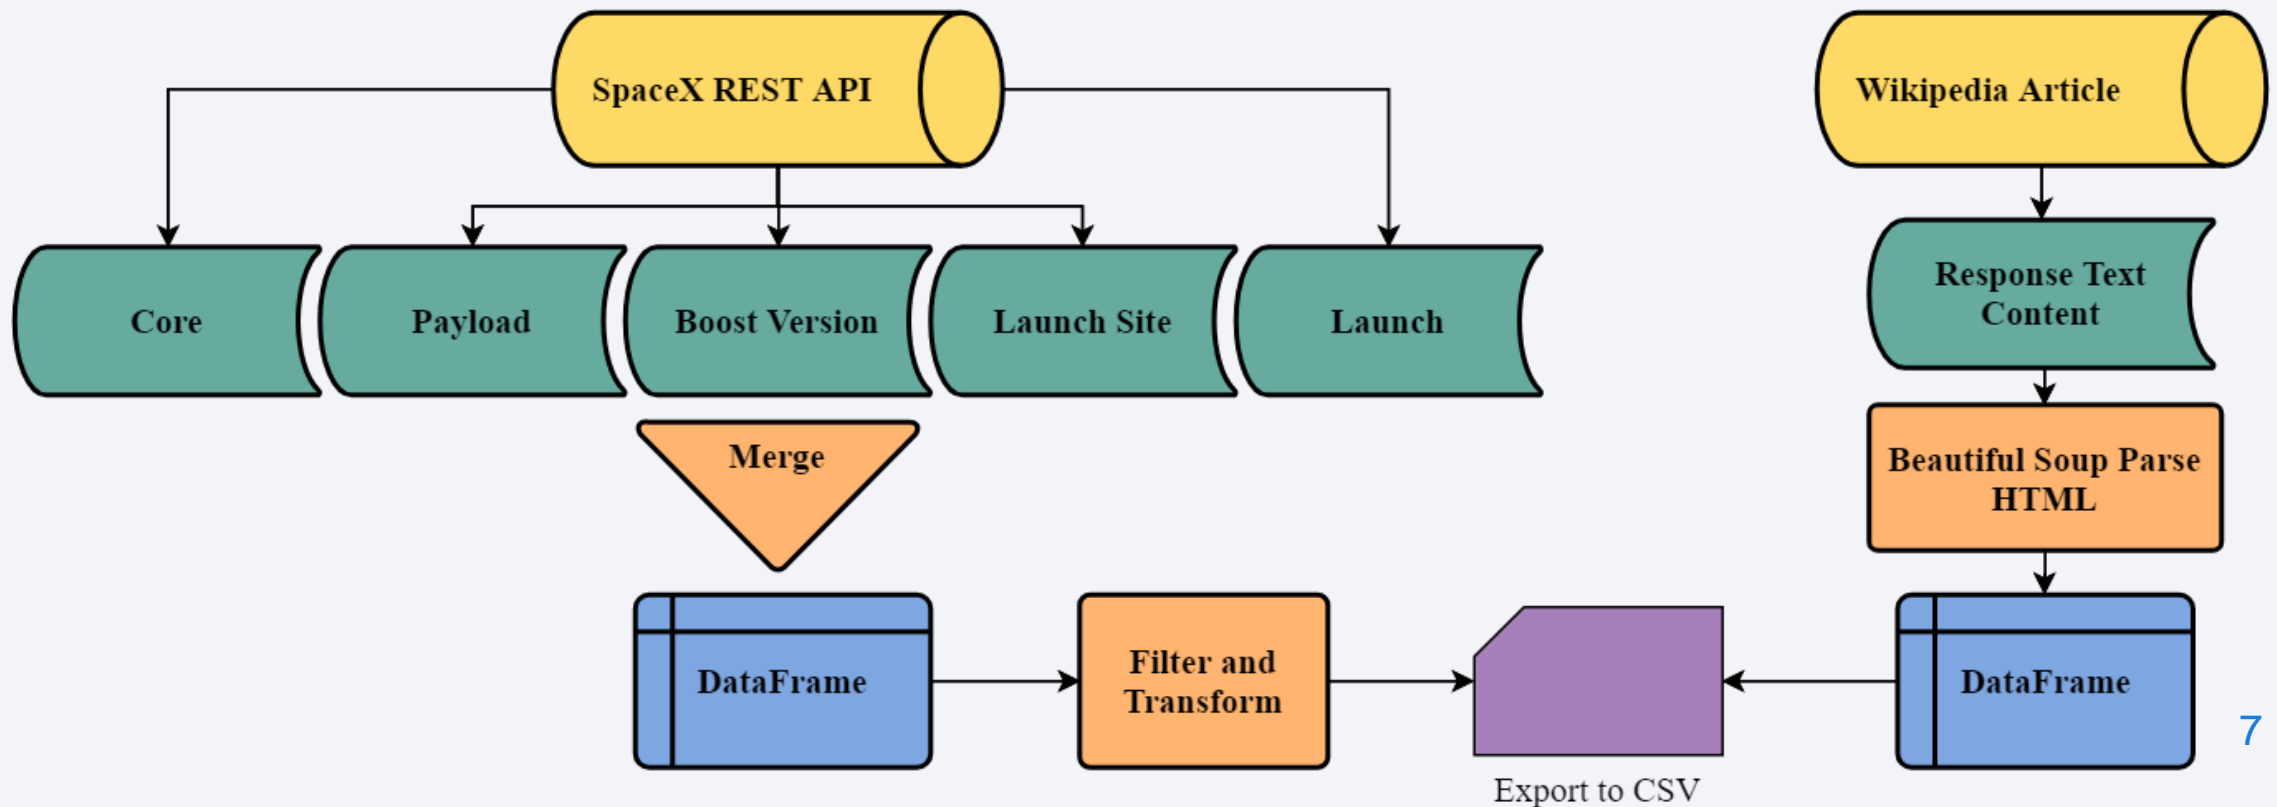 SpaceX REST API
Wikipedia Article
Core
Payload
Boost Version
Launch Site
Launch
Response Text
Content
Merge
Beautiful Soup Parse
HTML
DataFrame
Filter and
Transform
Export to CSV
DataFrame
7